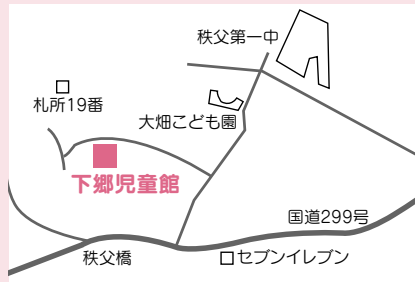 秩父第一中
札所19番
大畑こども園
下郷児童館
国道299号
秩父橋
セブンイレブン